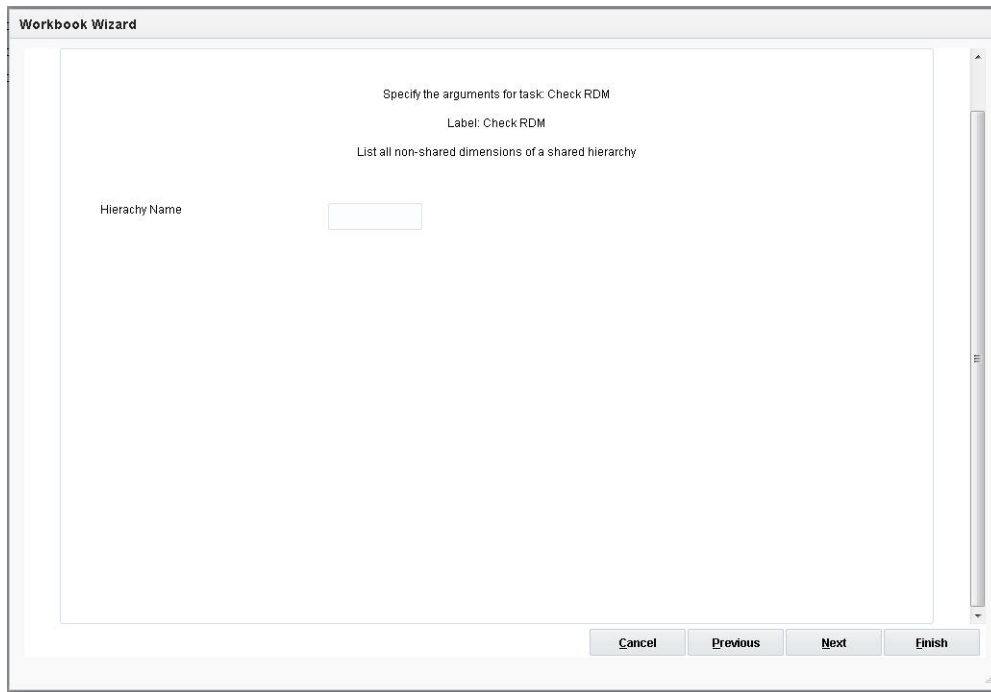 Workbook Wizard
Specify the arguments for task: Check RDM
Label: Check RDM
List all non-shared dimensions of a shared hierarchy
Hierachy Name
Cancel Previous Next Finish